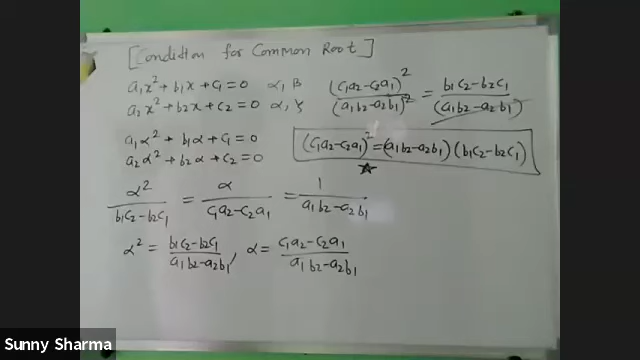 [Condition for Common Root]
a₁x² + b₁x + c₁ = 0 α, β
a₂x² + b₂x + c₂ = 0 α, γ
a₁α² + b₁α + c₁ = 0
a₂α² + b₂α + c₂ = 0
α²/(b₁c₂-b₂c₁) = α/(c₁a₂-c₂a₁) = 1/(a₁b₂-a₂b₁)
α² = (b₁c₂-b₂c₁)/(a₁b₂-a₂b₁), α = (c₁a₂-c₂a₁)/(a₁b₂-a₂b₁)
(c₁a₂-c₂a₁)²/(a₁b₂-a₂b₁)² = (b₁c₂-b₂c₁)/(a₁b₂-a₂b₁)
(c₁a₂-c₂a₁)² = (a₁b₂-a₂b₁)(b₁c₂-b₂c₁)
Sunny Sharma